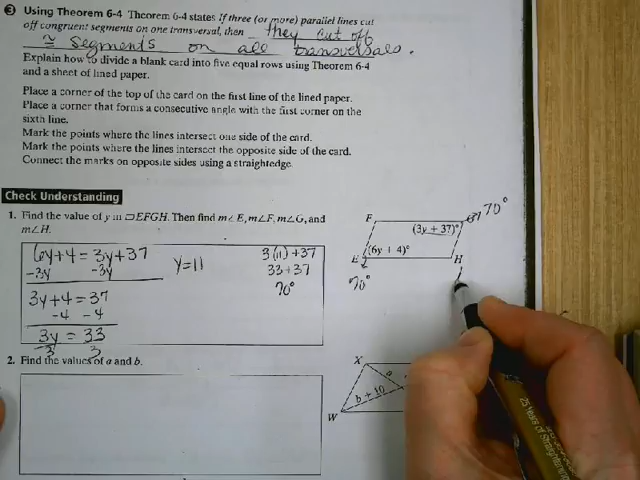 3 Using Theorem 6-4 Theorem 6-4 states If three (or more) parallel lines cut
off congruent segments on one transversal, then they cut off
≅ segments on all transversals.
Explain how to divide a blank card into five equal rows using Theorem 6-4
and a sheet of lined paper.
Place a corner of the top of the card on the first line of the lined paper.
Place a corner that forms a consecutive angle with the first corner on the
sixth line.
Mark the points where the lines intersect one side of the card.
Mark the points where the lines intersect the opposite side of the card.
Connect the marks on opposite sides using a straightedge.
Check Understanding
1. Find the value of y in ▱EFGH. Then find m∠E, m∠F, m∠G, and
m∠H.
6y+4 = 3y+37
-3y -3y
3y+4 = 37
-4 -4
3y = 33
3 3
y=11
3(11)+37
33+37
70°
F
70°
(3y + 37)°
(6y + 4)°
E
H
70°
2. Find the values of a and b.
X
a
b + 10
W
25 Years of Straightening